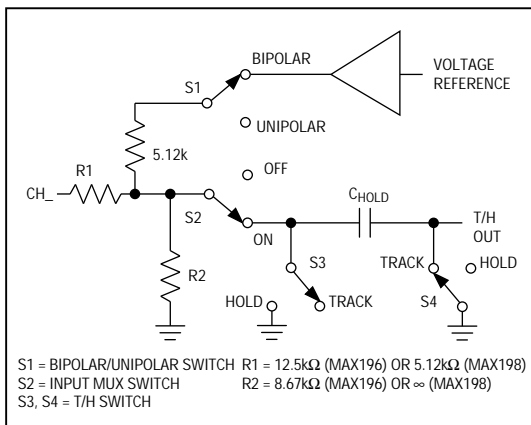 BIPOLAR
VOLTAGE
REFERENCE
S1
UNIPOLAR
5.12k
OFF
R1
CH_
S2
ON
CHOLD
T/H
OUT
S3
TRACK
HOLD
R2
HOLD
TRACK
S4
S1 = BIPOLAR/UNIPOLAR SWITCH R1 = 12.5kΩ (MAX196) OR 5.12kΩ (MAX198)
S2 = INPUT MUX SWITCH R2 = 8.67kΩ (MAX196) OR ∞ (MAX198)
S3, S4 = T/H SWITCH